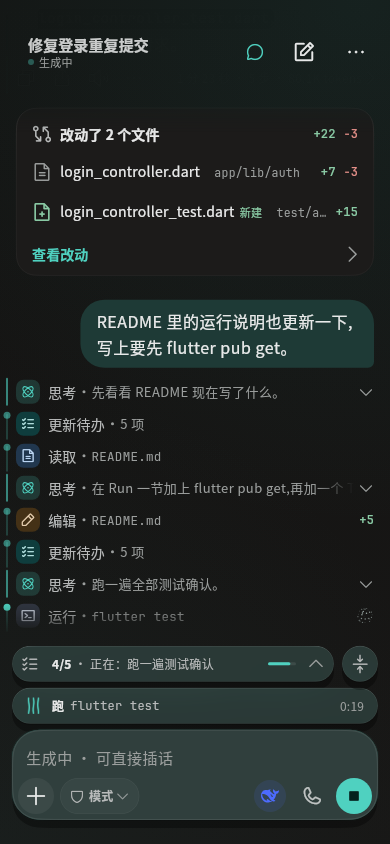 修复登录重复提交
生成中
改动了 2 个文件 +22 -3
login_controller.dart app/lib/auth +7 -3
login_controller_test.dart 新建 test/a… +15
查看改动
README 里的运行说明也更新一下,
写上要先 flutter pub get。
思考 · 先看看 README 现在写了什么。
更新待办 · 5 项
读取 · README.md
思考 · 在 Run 一节加上 flutter pub get,再加一个
编辑 · README.md +5
更新待办 · 5 项
思考 · 跑一遍全部测试确认。
运行 · flutter test
4/5 · 正在：跑一遍测试确认
跑 flutter test 0:19
生成中 · 可直接插话
模式